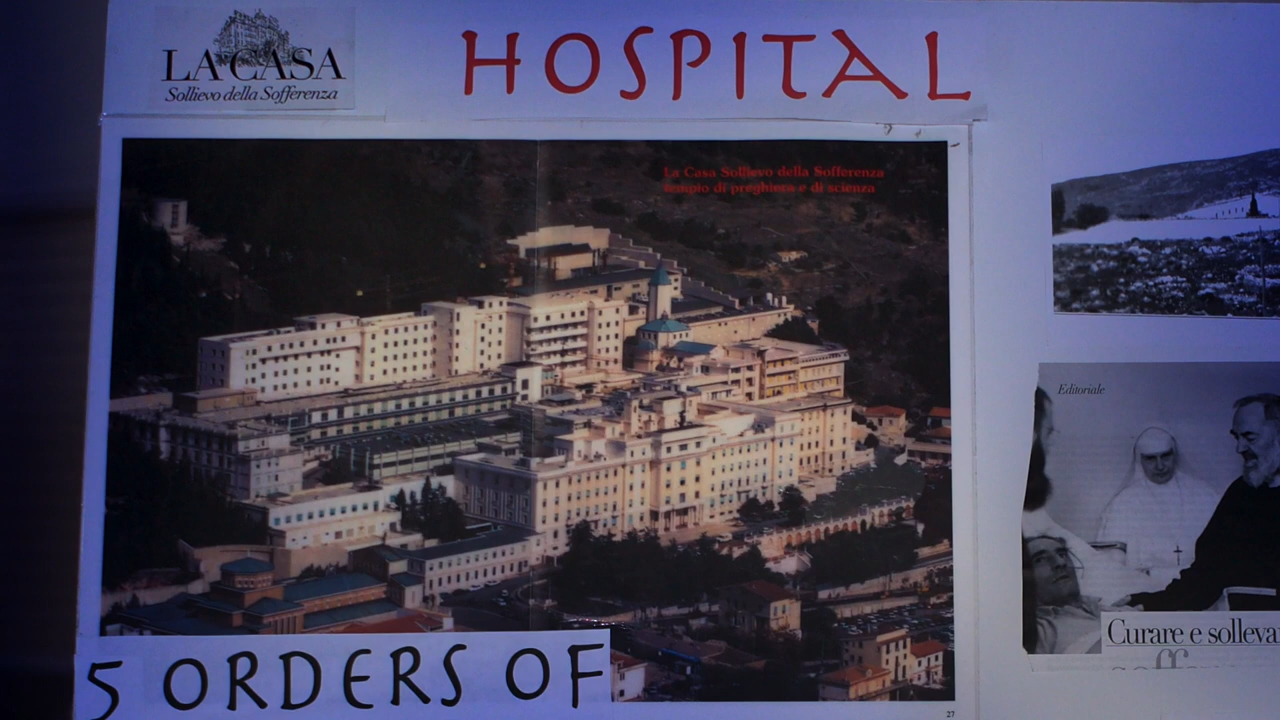 LA CASA
Sollievo della Sofferenza
HOSPITAL
La Casa Sollievo della Sofferenza
tempio di preghiera e di scienza
Editoriale
Curare e solleva
5 ORDERS OF
27